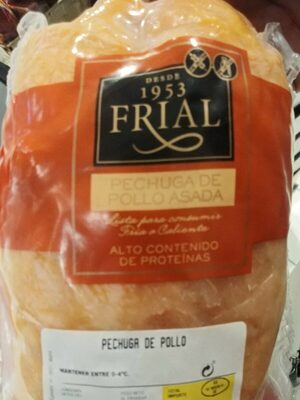 DESDE
1953
FRIAL
PECHUGA DE
POLLO ASADA
Lista para consumir
Fría o Caliente
ALTO CONTENIDO
DE PROTEÍNAS
PECHUGA DE POLLO
MANTENER ENTRE 0-4°C.